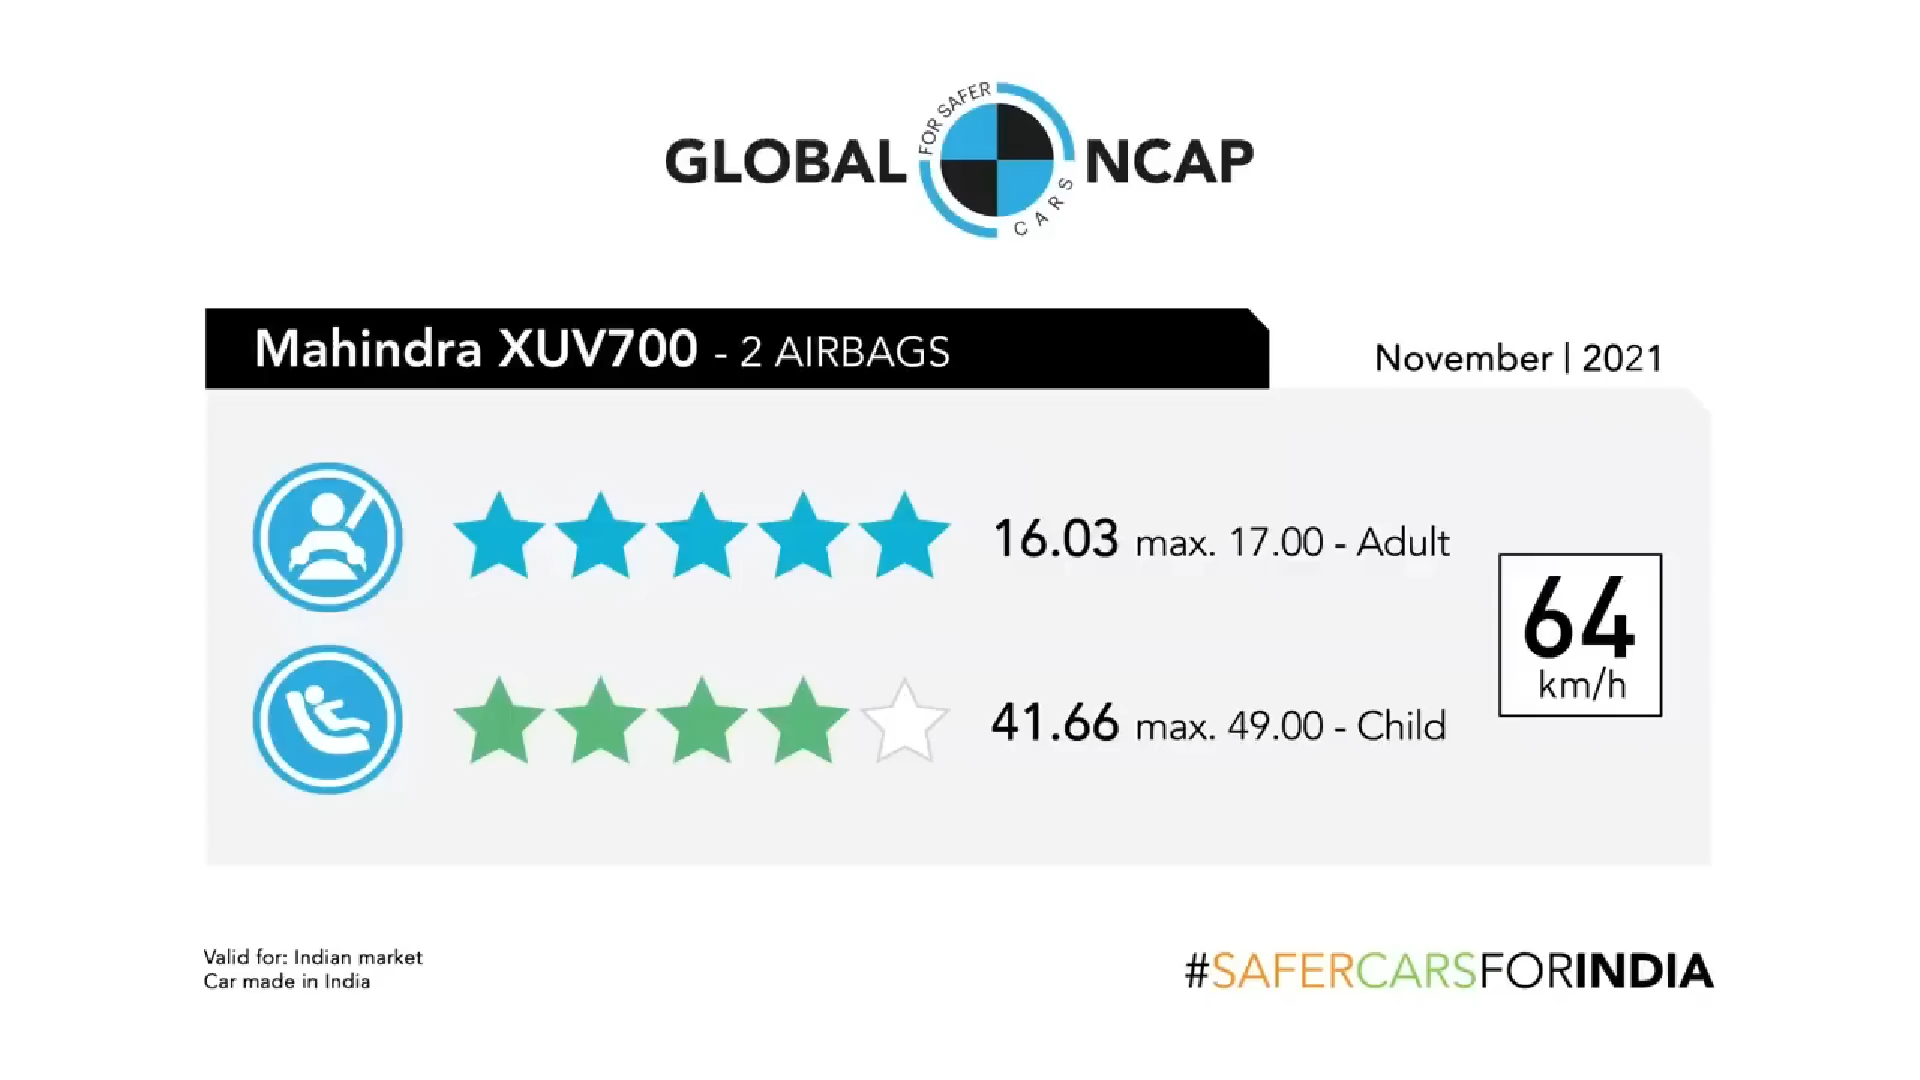 GLOBAL FOR SAFER CARS NCAP
Mahindra XUV700 - 2 AIRBAGS
November | 2021
16.03 max. 17.00 - Adult
64
km/h
41.66 max. 49.00 - Child
Valid for: Indian market
Car made in India
#SAFERCARSFORINDIA